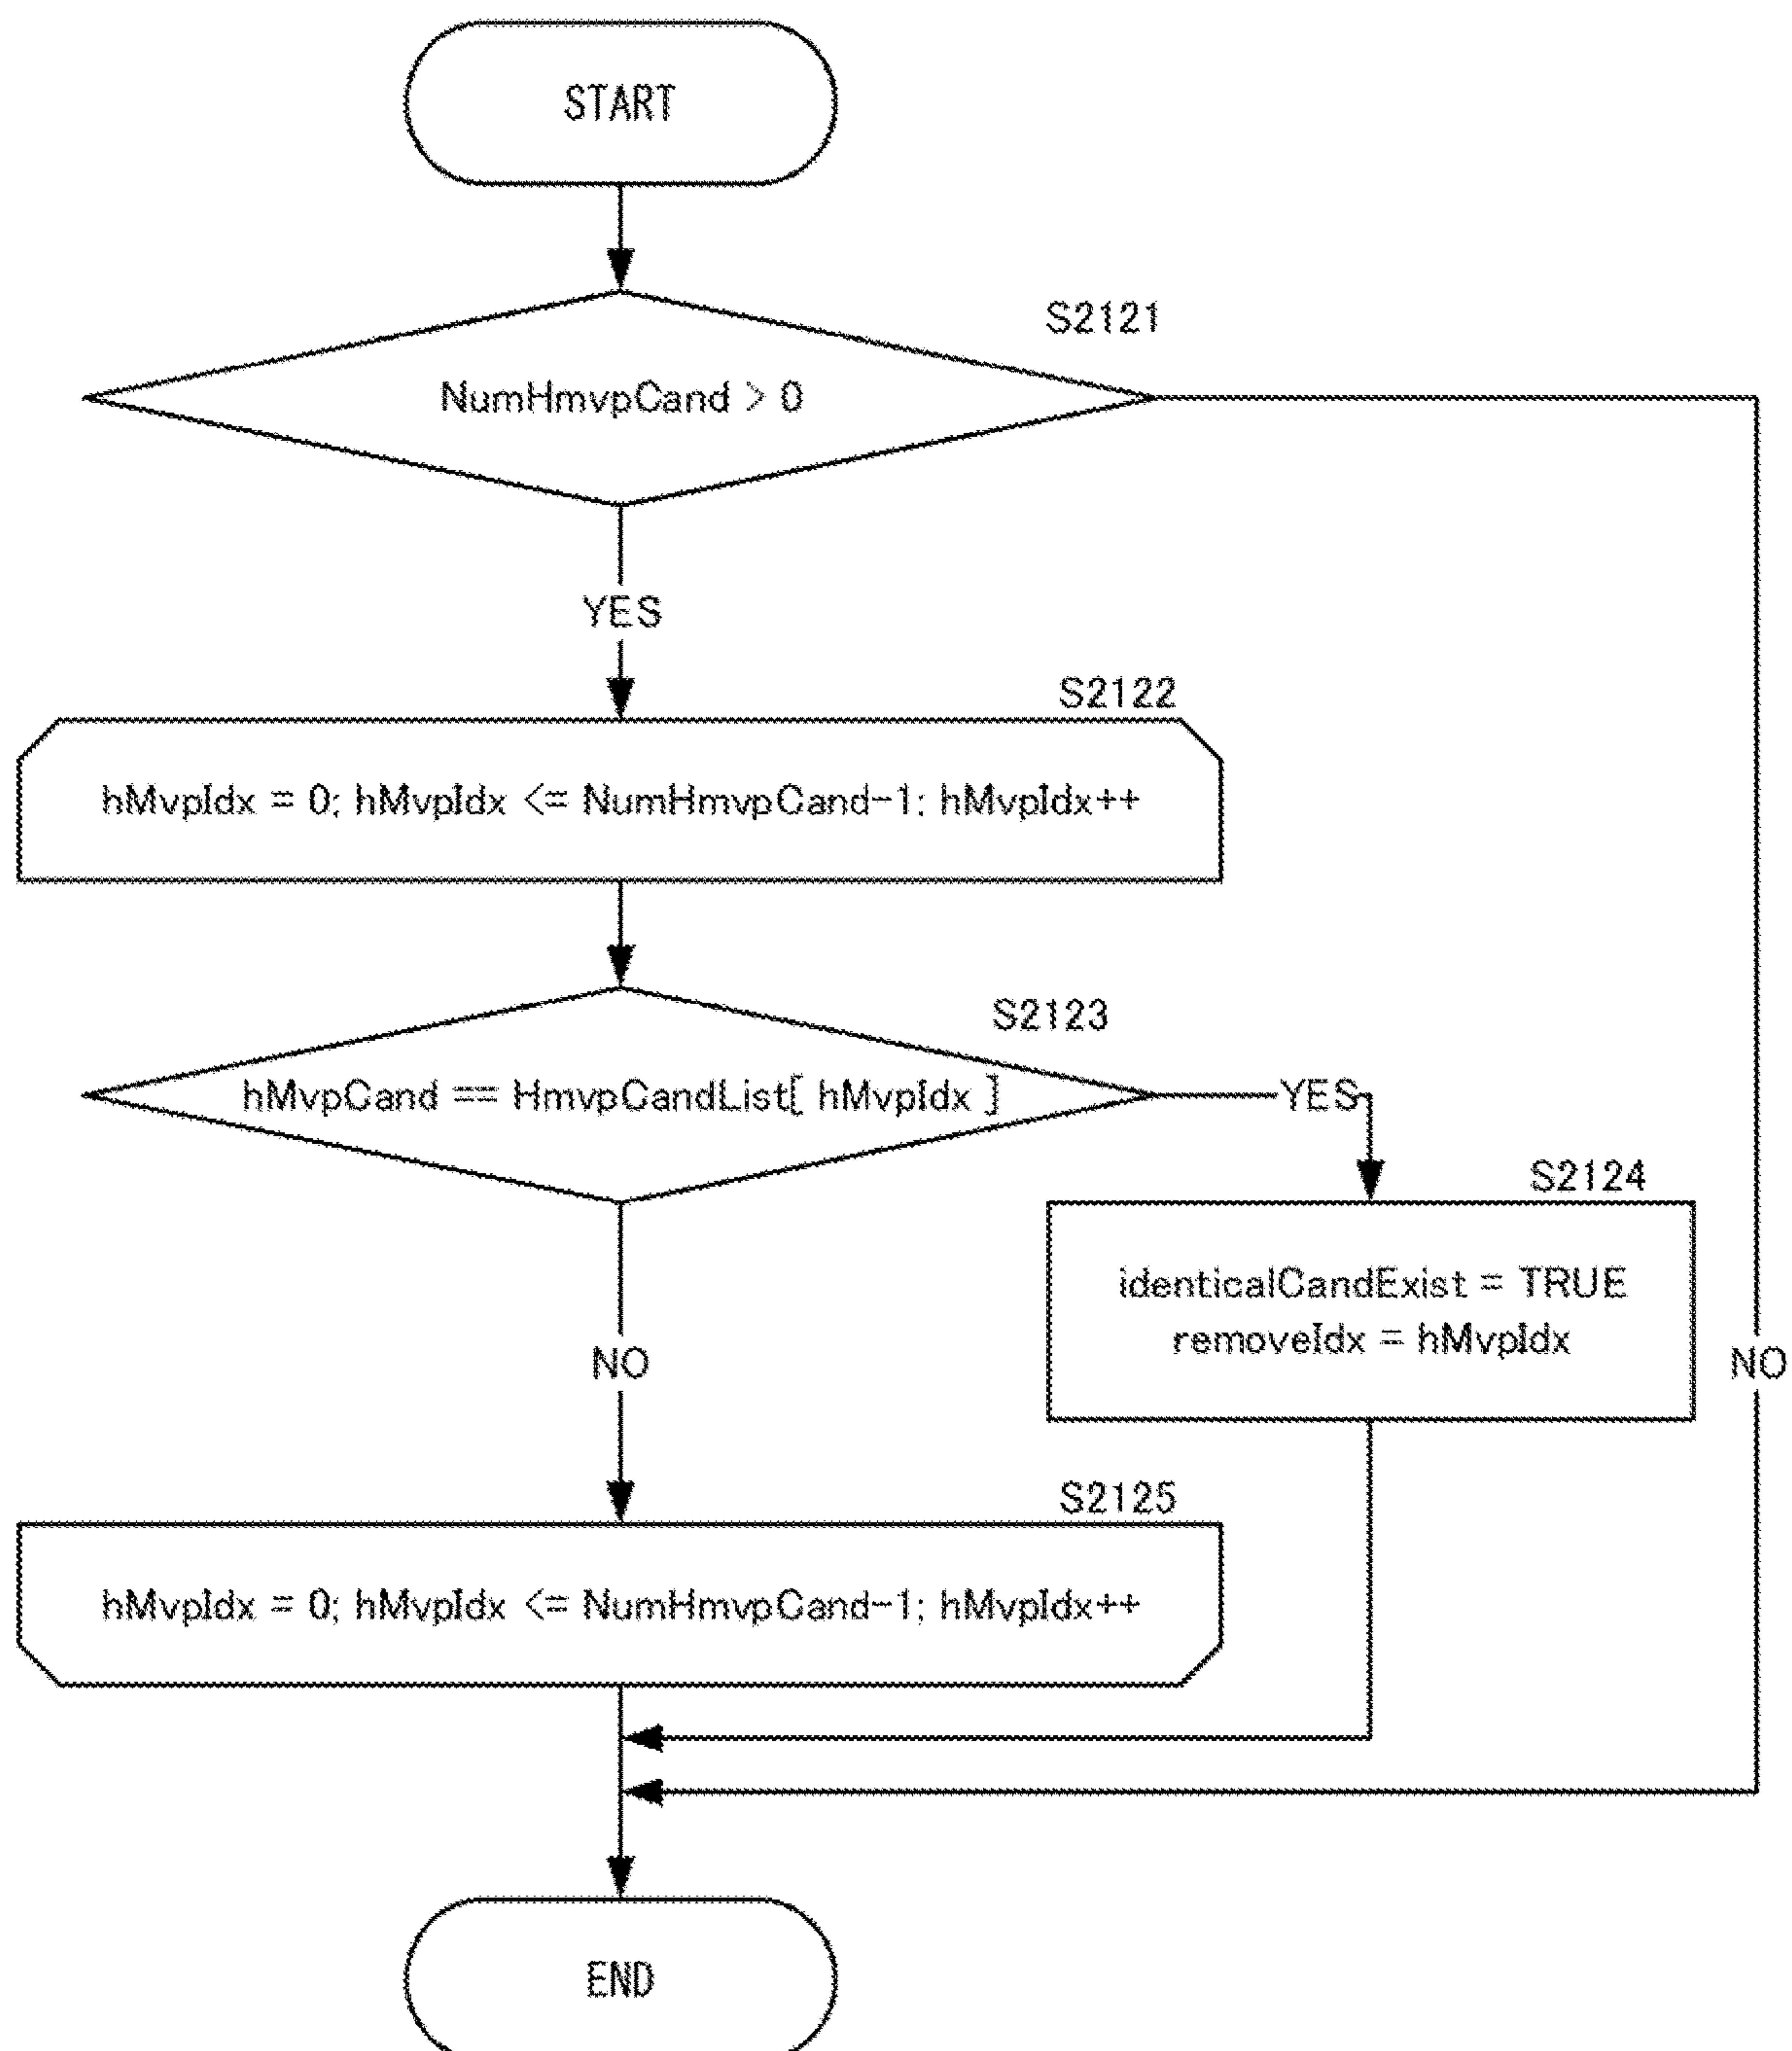 START
S2121
NumHmvpCand > 0
YES
S2122
hMvpIdx = 0; hMvpIdx <= NumHmvpCand-1; hMvpIdx++
S2123
hMvpCand == HmvpCandList[ hMvpIdx ]
YES
S2124
identicalCandExist = TRUE
removeIdx = hMvpIdx
NO
NO
S2125
hMvpIdx = 0; hMvpIdx <= NumHmvpCand-1; hMvpIdx++
END